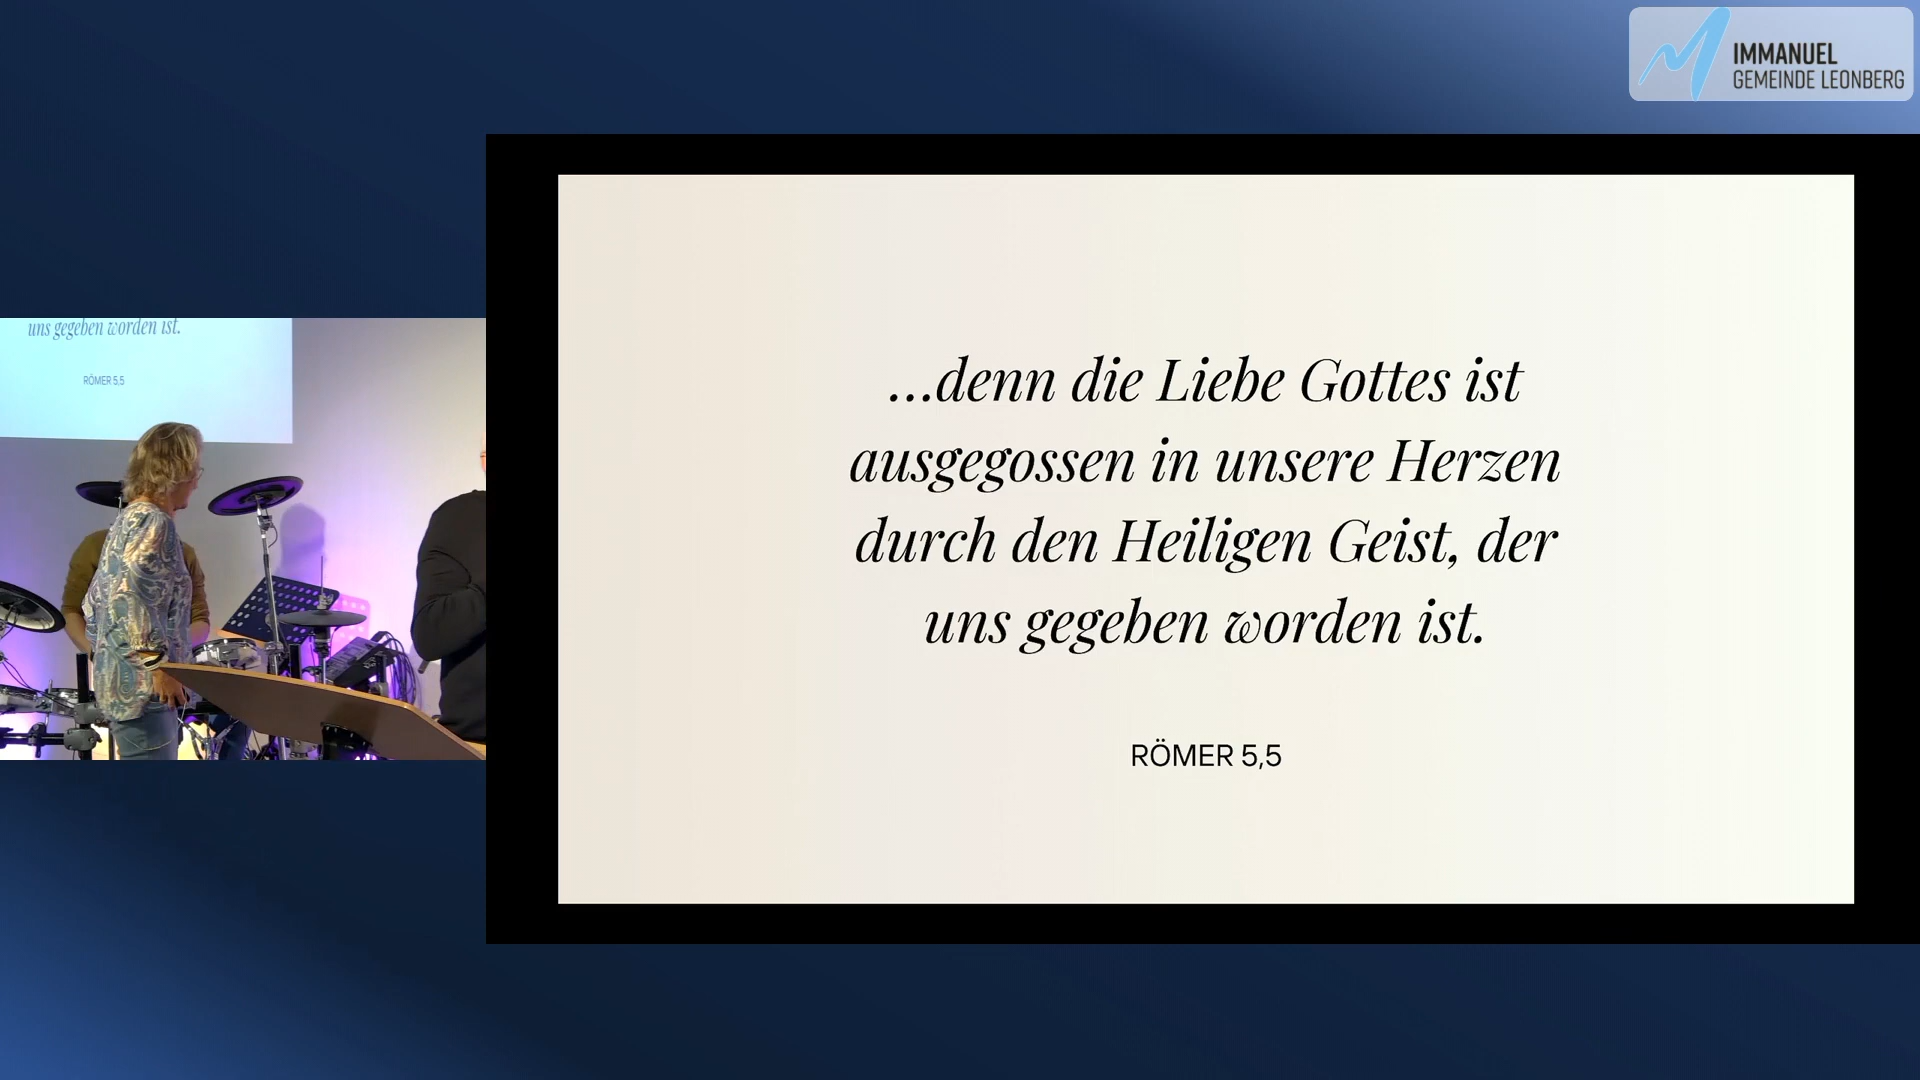 IMMANUEL
GEMEINDE LEONBERG
uns gegeben worden ist.
RÖMER 5,5
...denn die Liebe Gottes ist
ausgegossen in unsere Herzen
durch den Heiligen Geist, der
uns gegeben worden ist.
RÖMER 5,5